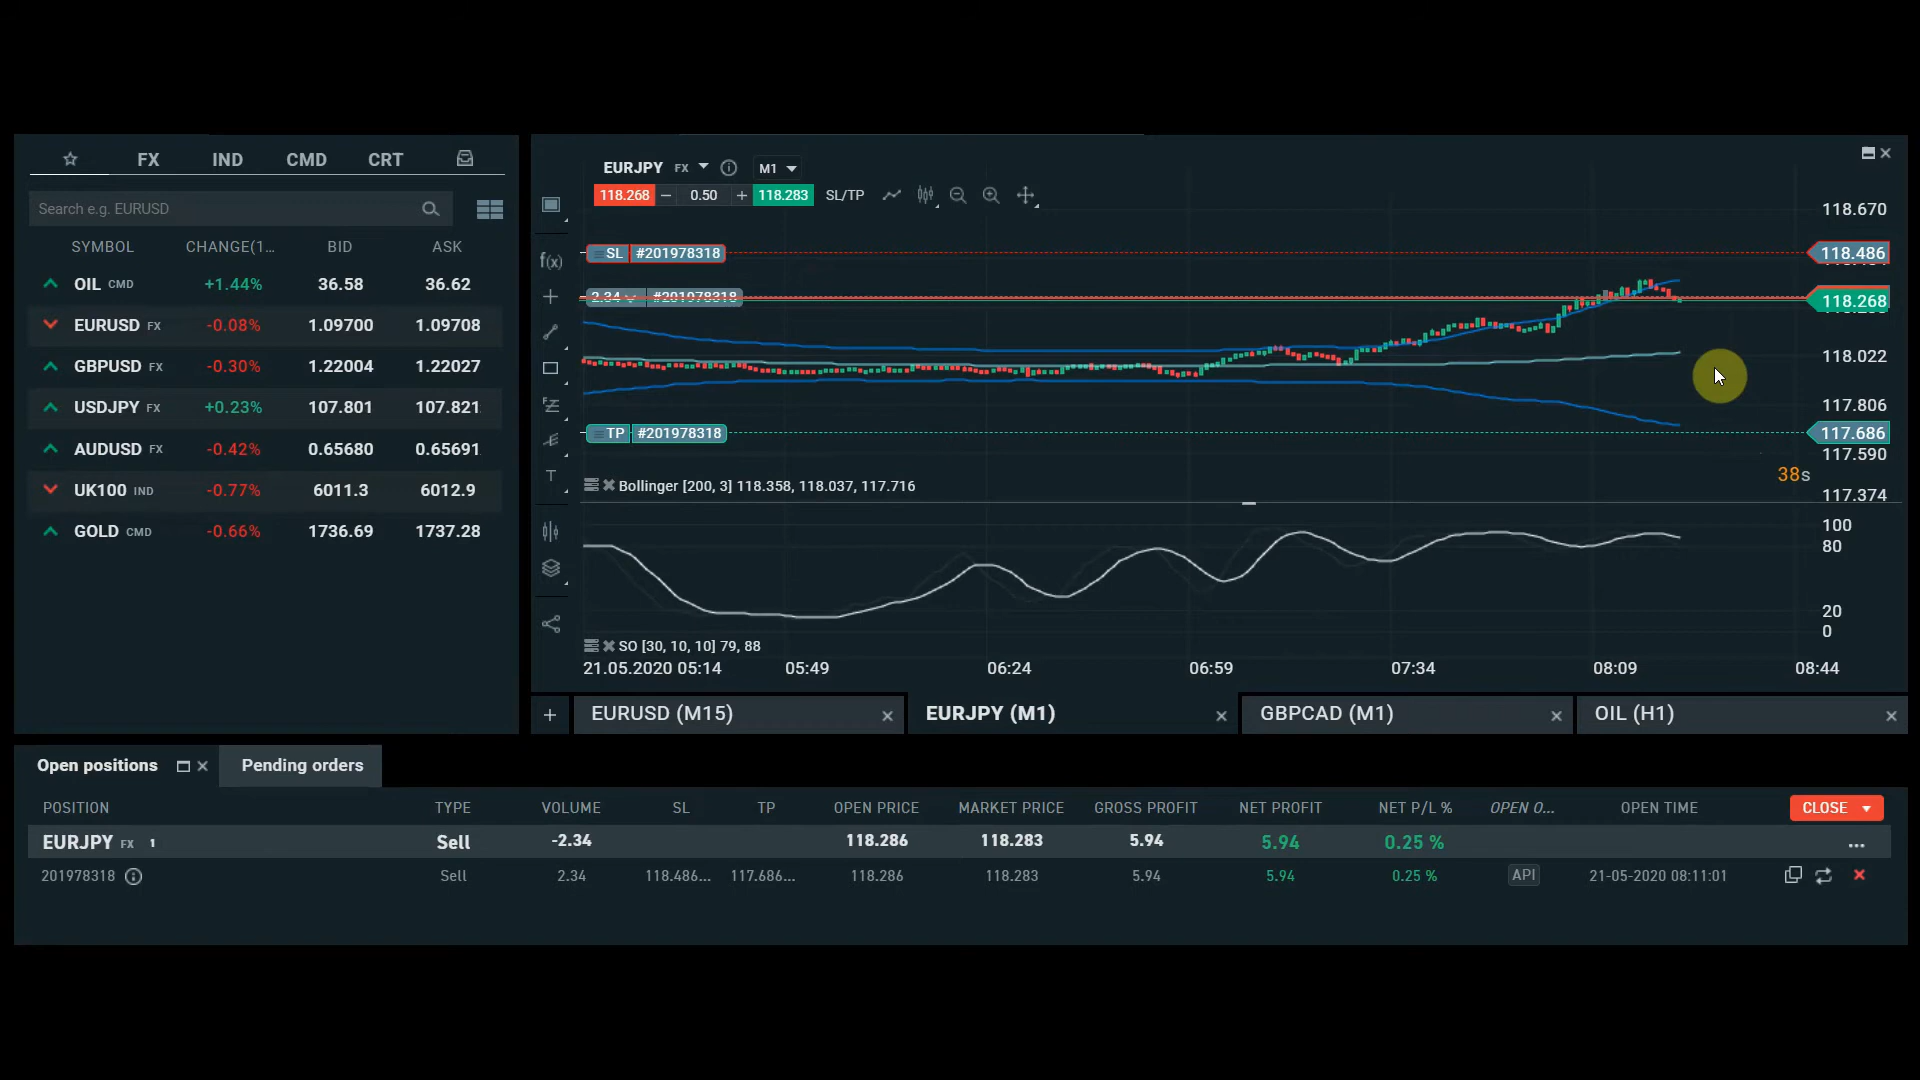 FX IND CMD CRT
Search e.g. EURUSD
SYMBOL CHANGE(1... BID ASK
OIL CMD +1.44% 36.58 36.62
EURUSD FX -0.08% 1.09700 1.09708
GBPUSD FX -0.30% 1.22004 1.22027
USDJPY FX +0.23% 107.801 107.821
AUDUSD FX -0.42% 0.65680 0.65691
UK100 IND -0.77% 6011.3 6012.9
GOLD CMD -0.66% 1736.69 1737.28
EURJPY FX M1
118.268 − 0.50 + 118.283 SL/TP
118.670
SL #201978318 118.486
2.34 #201978318 118.268
118.022
117.806
TP #201978318 117.686
117.590
38s
Bollinger [200, 3] 118.358, 118.037, 117.716
117.374
f(x)
T
100
80
20
0
SO [30, 10, 10] 79, 88
21.05.2020 05:14 05:49 06:24 06:59 07:34 08:09 08:44
+ EURUSD (M15) EURJPY (M1) GBPCAD (M1) OIL (H1)
Open positions Pending orders
POSITION TYPE VOLUME SL TP OPEN PRICE MARKET PRICE GROSS PROFIT NET PROFIT NET P/L % OPEN O... OPEN TIME CLOSE
EURJPY FX 1 Sell -2.34 118.286 118.283 5.94 5.94 0.25 % ...
201978318 Sell 2.34 118.486... 117.686... 118.286 118.283 5.94 5.94 0.25 % API 21-05-2020 08:11:01